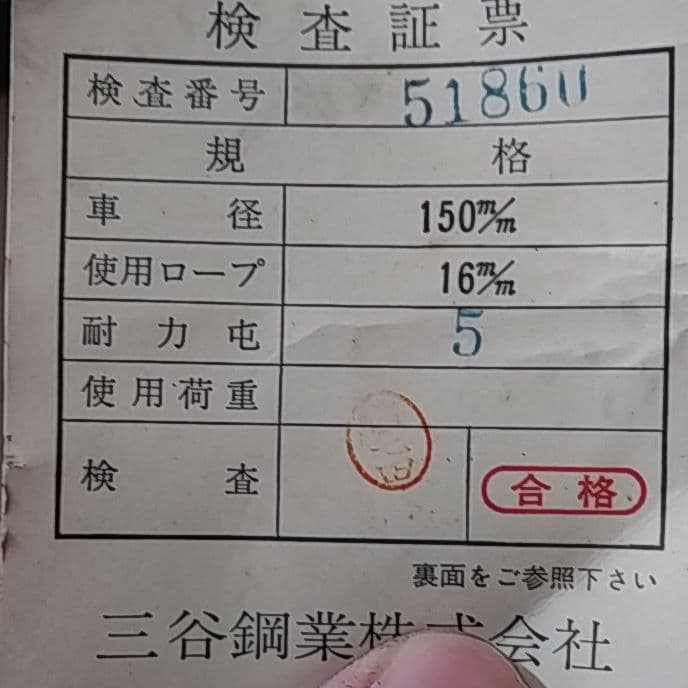 検査証票
検査番号 51860
規格
車径 150m/m
使用ロープ 16m/m
耐力屯 5
使用荷重
検査 合格
裏面をご参照下さい
三谷鋼業株式会社